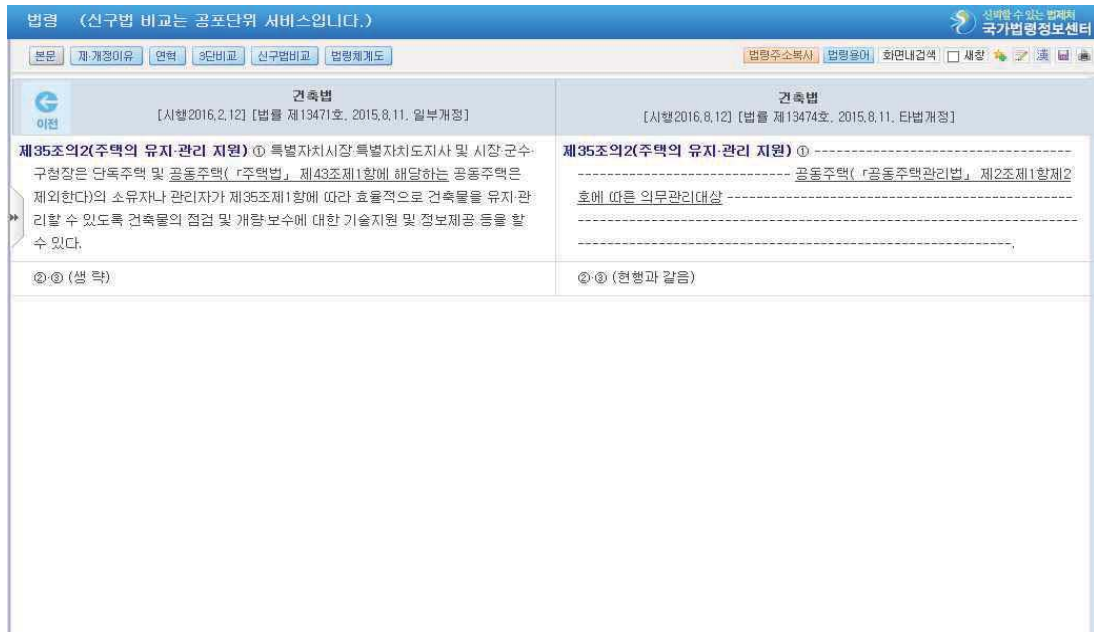 법령 (신구법 비교는 공포단위 서비스입니다.)
신뢰할 수 있는 법제처
국가법령정보센터
본문 제·개정이유 연혁 3단비교 신구법비교 법령체계도
법령주소복사 법령용어 화면내검색 새창 漢
이전
건축법
[시행2016.2.12] [법률 제13471호, 2015.8.11, 일부개정]
건축법
[시행2016.8.12] [법률 제13474호, 2015.8.11, 타법개정]
제35조의2(주택의 유지·관리 지원) ① 특별자치시장·특별자치도지사 및 시장·군수·
구청장은 단독주택 및 공동주택(「주택법」 제43조제1항에 해당하는 공동주택은
제외한다)의 소유자나 관리자가 제35조제1항에 따라 효율적으로 건축물을 유지·관
리할 수 있도록 건축물의 점검 및 개량·보수에 대한 기술지원 및 정보제공 등을 할
수 있다.
제35조의2(주택의 유지·관리 지원) ① -----------------------------------
----------------------------- 공동주택(「공동주택관리법」 제2조제1항제2
호에 따른 의무관리대상 -----------------------------------------------
--------------------------------------------------------------------
-----------------------------------------------------------.
②·③ (생 략)
②·③ (현행과 같음)